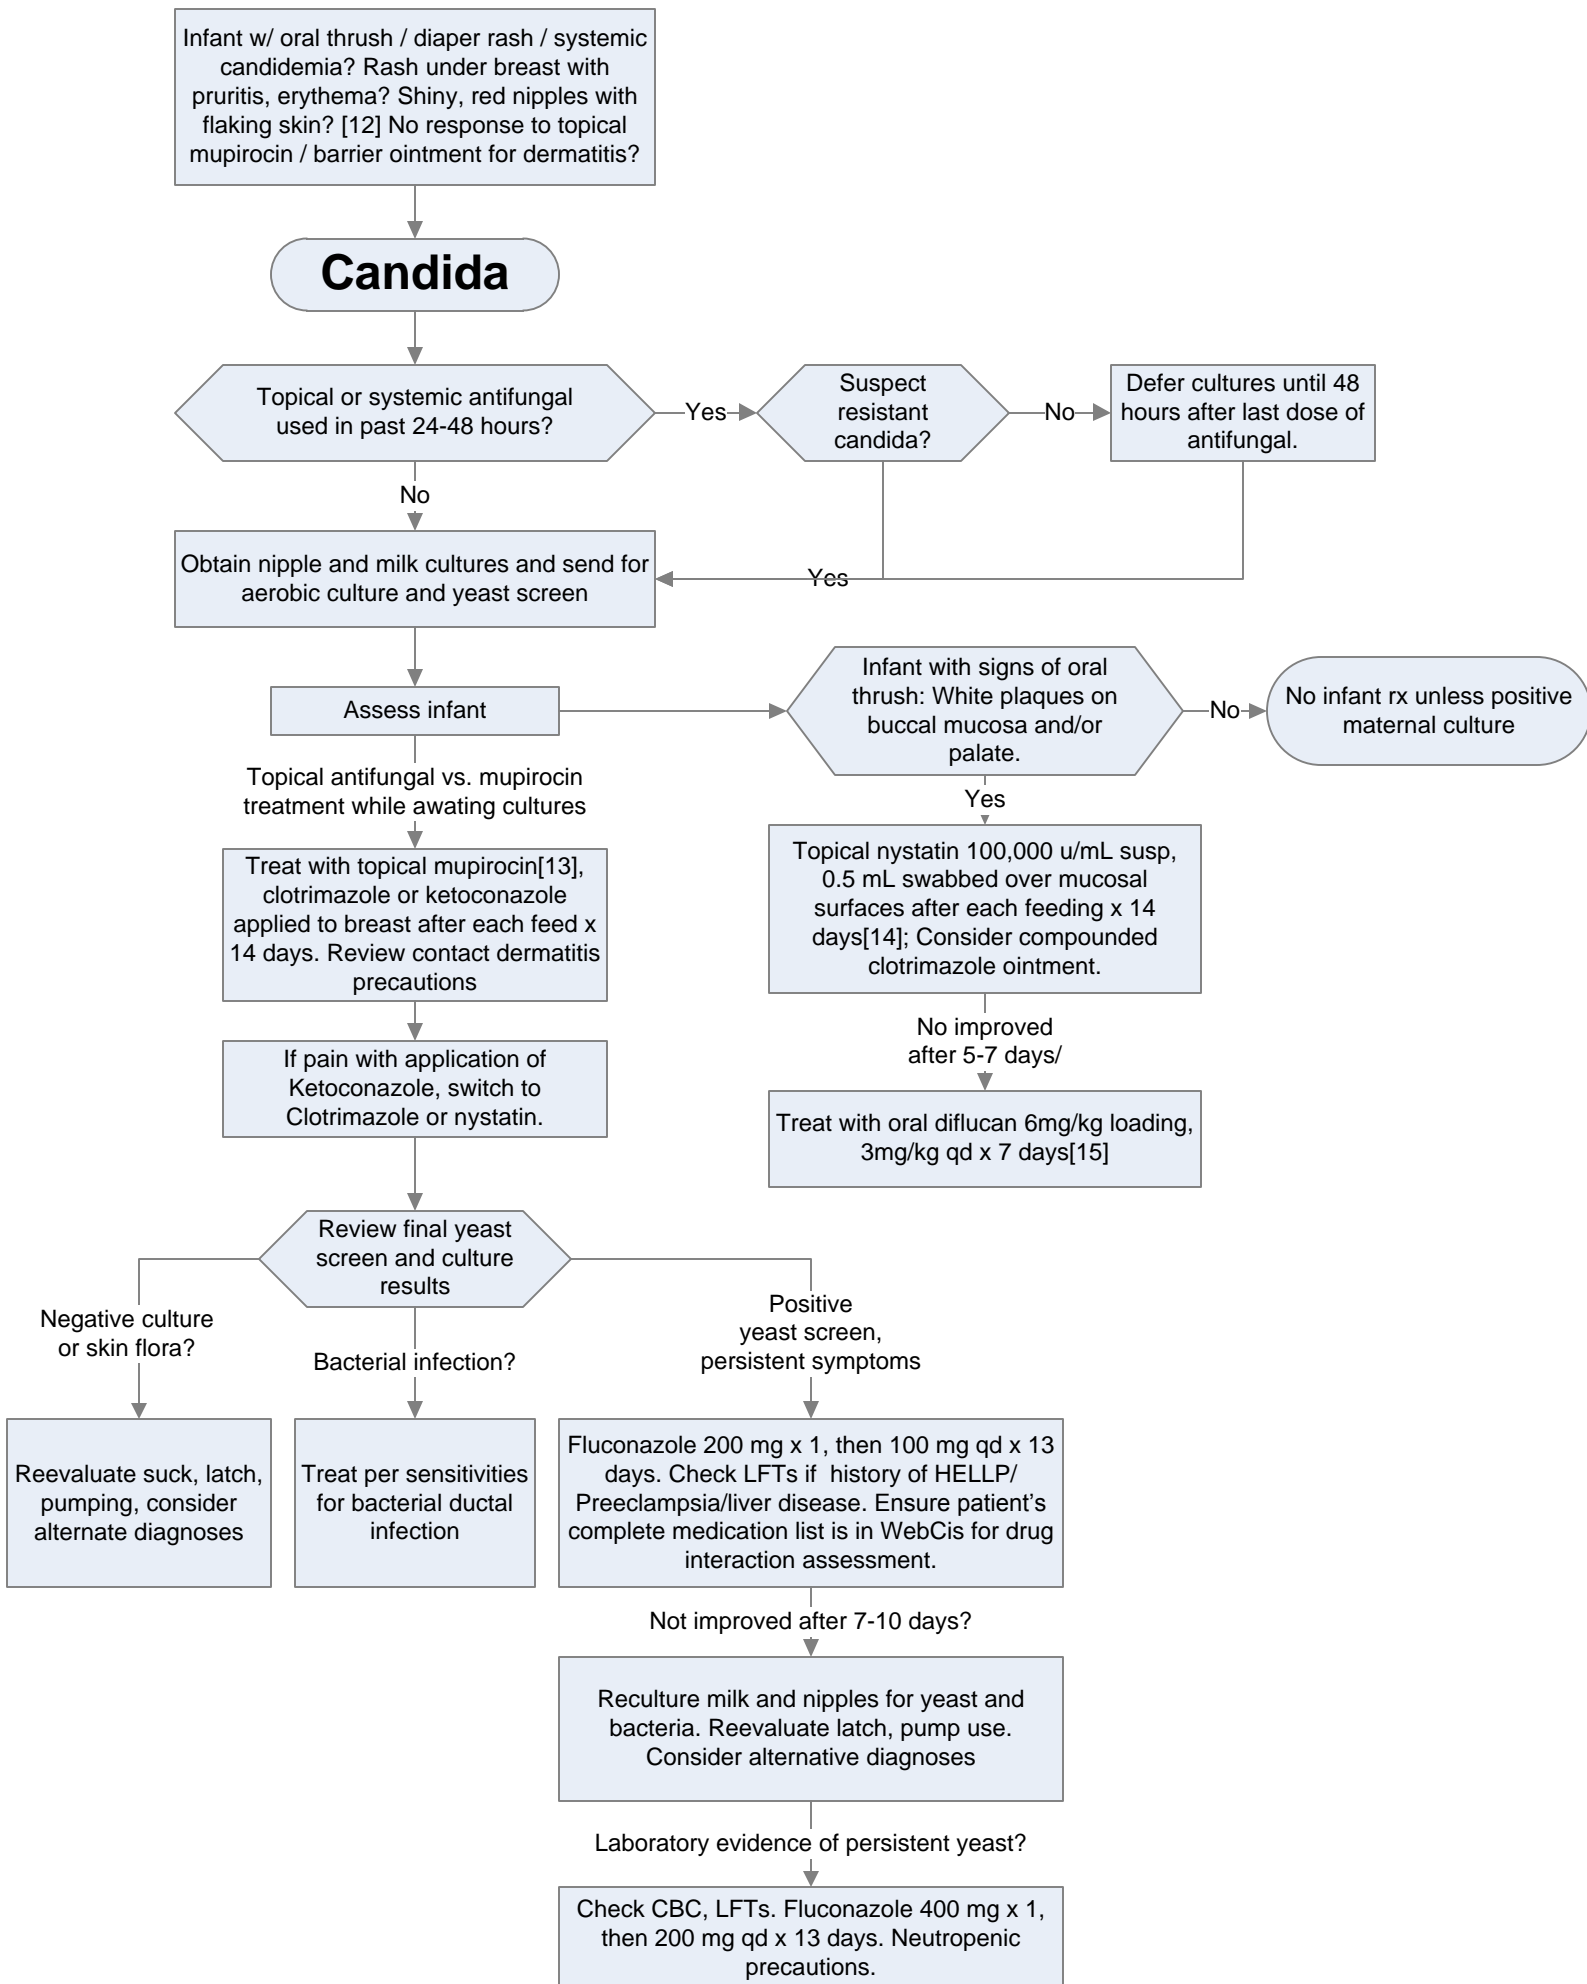 Infant w/ oral thrush / diaper rash / systemic
candidemia? Rash under breast with
pruritis, erythema? Shiny, red nipples with
flaking skin? [12] No response to topical
mupirocin / barrier ointment for dermatitis?
Candida
Topical or systemic antifungal
used in past 24-48 hours?
Yes
Suspect
resistant
candida?
No
Defer cultures until 48
hours after last dose of
antifungal.
No
Obtain nipple and milk cultures and send for
aerobic culture and yeast screen
Yes
Assess infant
Infant with signs of oral
thrush: White plaques on
buccal mucosa and/or
palate.
No
No infant rx unless positive
maternal culture
Topical antifungal vs. mupirocin
treatment while awating cultures
Yes
Treat with topical mupirocin[13],
clotrimazole or ketoconazole
applied to breast after each feed x
14 days. Review contact dermatitis
precautions
Topical nystatin 100,000 u/mL susp,
0.5 mL swabbed over mucosal
surfaces after each feeding x 14
days[14]; Consider compounded
clotrimazole ointment.
No improved
after 5-7 days/
If pain with application of
Ketoconazole, switch to
Clotrimazole or nystatin.
Treat with oral diflucan 6mg/kg loading,
3mg/kg qd x 7 days[15]
Review final yeast
screen and culture
results
Negative culture
or skin flora?
Bacterial infection?
Positive
yeast screen,
persistent symptoms
Reevaluate suck, latch,
pumping, consider
alternate diagnoses
Treat per sensitivities
for bacterial ductal
infection
Fluconazole 200 mg x 1, then 100 mg qd x 13
days. Check LFTs if  history of HELLP/
Preeclampsia/liver disease. Ensure patient’s
complete medication list is in WebCis for drug
interaction assessment.
Not improved after 7-10 days?
Reculture milk and nipples for yeast and
bacteria. Reevaluate latch, pump use.
Consider alternative diagnoses
Laboratory evidence of persistent yeast?
Check CBC, LFTs. Fluconazole 400 mg x 1,
then 200 mg qd x 13 days. Neutropenic
precautions.